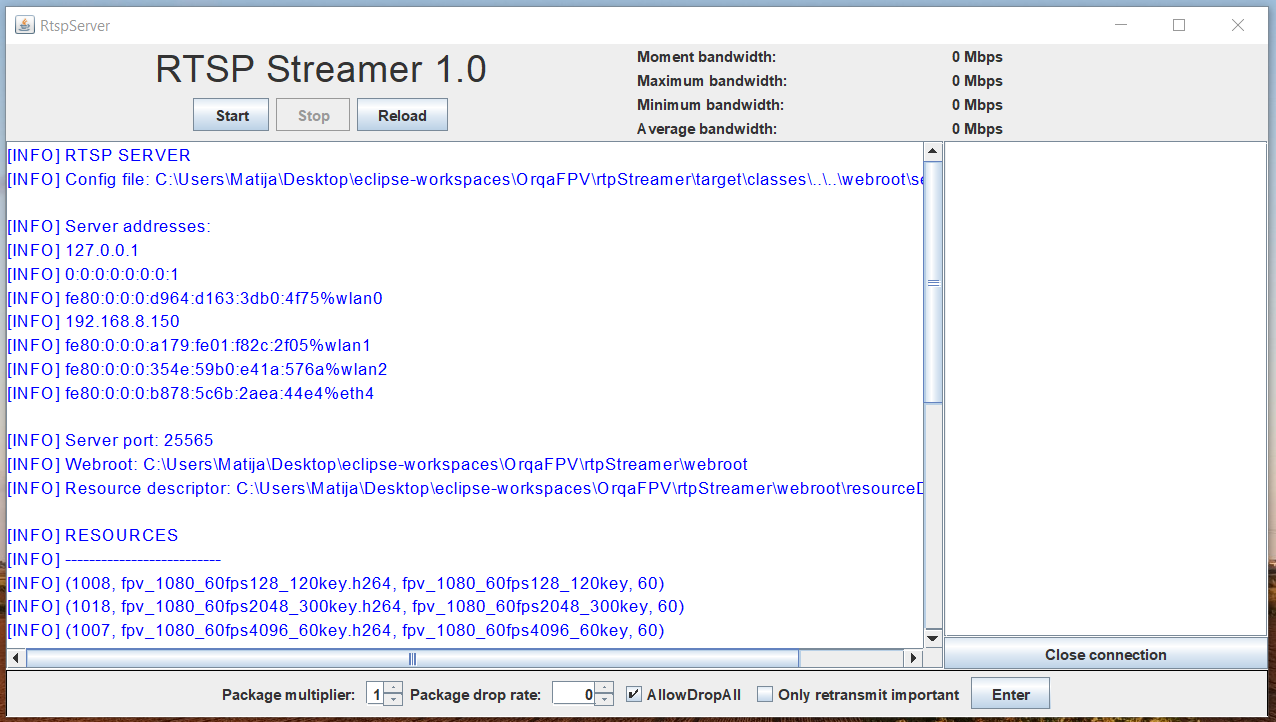 RtspServer
RTSP Streamer 1.0
Start Stop Reload
Moment bandwidth: 0 Mbps
Maximum bandwidth: 0 Mbps
Minimum bandwidth: 0 Mbps
Average bandwidth: 0 Mbps
[INFO] RTSP SERVER
[INFO] Config file: C:\Users\Matija\Desktop\eclipse-workspaces\OrqaFPV\rtpStreamer\target\classes\..\..\webroot\se
[INFO] Server addresses:
[INFO] 127.0.0.1
[INFO] 0:0:0:0:0:0:0:1
[INFO] fe80:0:0:0:d964:d163:3db0:4f75%wlan0
[INFO] 192.168.8.150
[INFO] fe80:0:0:0:a179:fe01:f82c:2f05%wlan1
[INFO] fe80:0:0:0:354e:59b0:e41a:576a%wlan2
[INFO] fe80:0:0:0:b878:5c6b:2aea:44e4%eth4
[INFO] Server port: 25565
[INFO] Webroot: C:\Users\Matija\Desktop\eclipse-workspaces\OrqaFPV\rtpStreamer\webroot
[INFO] Resource descriptor: C:\Users\Matija\Desktop\eclipse-workspaces\OrqaFPV\rtpStreamer\webroot\resourceD
[INFO] RESOURCES
[INFO] --------------------------
[INFO] (1008, fpv_1080_60fps128_120key.h264, fpv_1080_60fps128_120key, 60)
[INFO] (1018, fpv_1080_60fps2048_300key.h264, fpv_1080_60fps2048_300key, 60)
[INFO] (1007, fpv_1080_60fps4096_60key.h264, fpv_1080_60fps4096_60key, 60)
Close connection
Package multiplier: 1 Package drop rate: 0 AllowDropAll Only retransmit important Enter